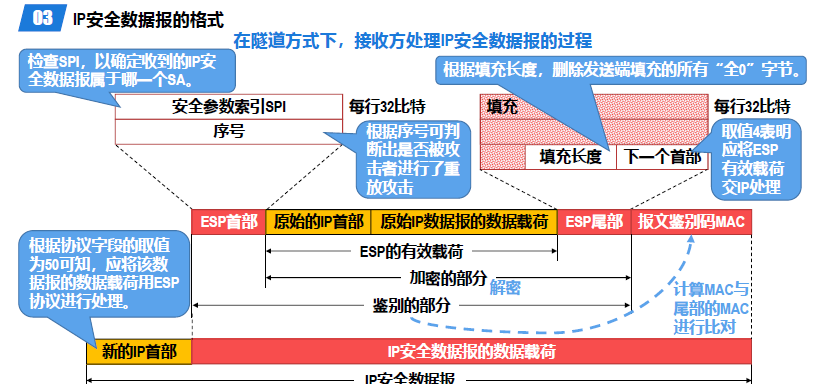 03
IP安全数据报的格式
在隧道方式下，接收方处理IP安全数据报的过程
检查SPI，以确定收到的IP安
全数据报属于哪一个SA。
根据填充长度，删除发送端填充的所有“全0”字节。
安全参数索引SPI
每行32比特
序号
填充
每行32比特
填充长度
下一个首部
根据序号可判
断出是否被攻
击者进行了重
放攻击
取值4表明
应将ESP
有效载荷
交IP处理
ESP首部
原始的IP首部
原始IP数据报的数据载荷
ESP尾部
报文鉴别码MAC
根据协议字段的取值
为50可知，应将该数
据报的数据载荷用ESP
协议进行处理。
ESP的有效载荷
加密的部分
解密
鉴别的部分
计算MAC与
尾部的MAC
进行比对
新的IP首部
IP安全数据报的数据载荷
IP安全数据报